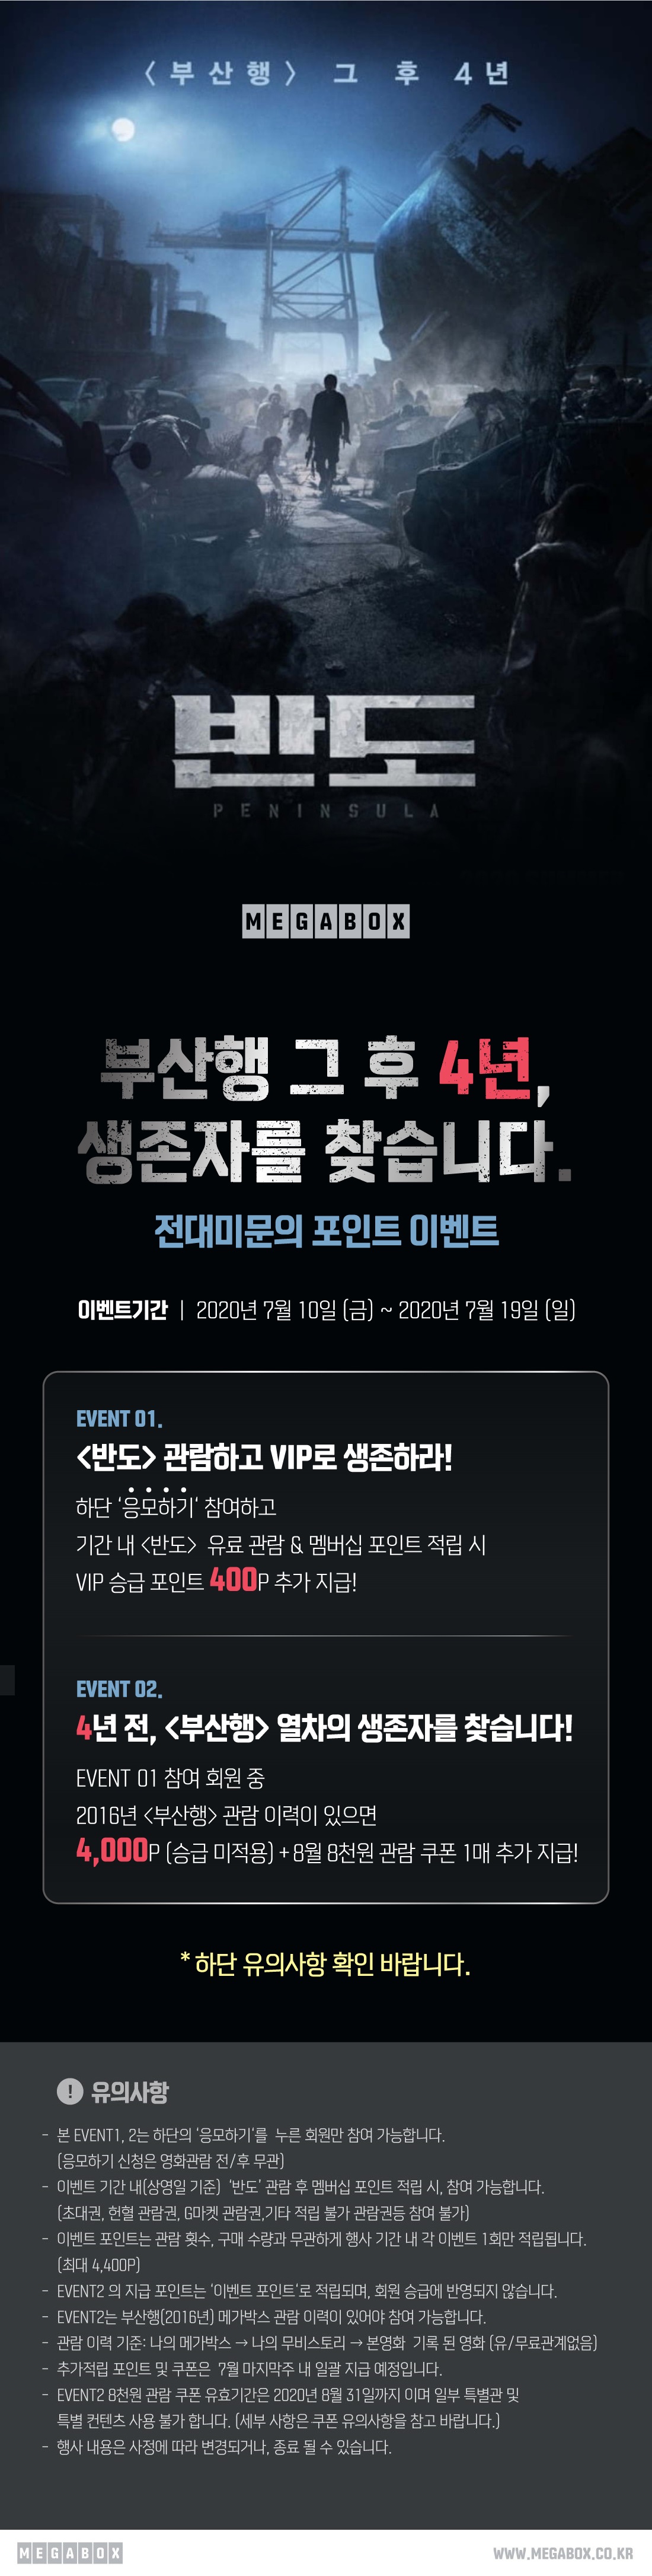 〈부산행〉 그 후 4년
반도
PENINSULA
MEGABOX
부산행 그 후 4년,
생존자를 찾습니다.
전대미문의 포인트 이벤트
이벤트기간 | 2020년 7월 10일 (금) ~ 2020년 7월 19일 (일)
EVENT 01.
<반도> 관람하고 VIP로 생존하라!
하단 '응모하기' 참여하고
기간 내 <반도> 유료 관람 & 멤버십 포인트 적립 시
VIP 승급 포인트 400P 추가 지급!
EVENT 02.
4년 전, <부산행> 열차의 생존자를 찾습니다!
EVENT 01 참여 회원 중
2016년 <부산행> 관람 이력이 있으면
4,000P (승급 미적용) + 8월 8천원 관람 쿠폰 1매 추가 지급!
* 하단 유의사항 확인 바랍니다.
! 유의사항
- 본 EVENT1, 2는 하단의 '응모하기'를 누른 회원만 참여 가능합니다.
(응모하기 신청은 영화관람 전/후 무관)
- 이벤트 기간 내(상영일 기준) '반도' 관람 후 멤버십 포인트 적립 시, 참여 가능합니다.
(초대권, 헌혈 관람권, G마켓 관람권,기타 적립 불가 관람권등 참여 불가)
- 이벤트 포인트는 관람 횟수, 구매 수량과 무관하게 행사 기간 내 각 이벤트 1회만 적립됩니다.
(최대 4,400P)
- EVENT2 의 지급 포인트는 '이벤트 포인트'로 적립되며, 회원 승급에 반영되지 않습니다.
- EVENT2는 부산행(2016년) 메가박스 관람 이력이 있어야 참여 가능합니다.
- 관람 이력 기준: 나의 메가박스 → 나의 무비스토리 → 본영화 기록 된 영화 (유/무료관계없음)
- 추가적립 포인트 및 쿠폰은 7월 마지막주 내 일괄 지급 예정입니다.
- EVENT2 8천원 관람 쿠폰 유효기간은 2020년 8월 31일까지 이며 일부 특별관 및
특별 컨텐츠 사용 불가 합니다. (세부 사항은 쿠폰 유의사항을 참고 바랍니다.)
- 행사 내용은 사정에 따라 변경되거나, 종료 될 수 있습니다.
MEGABOX
WWW.MEGABOX.CO.KR